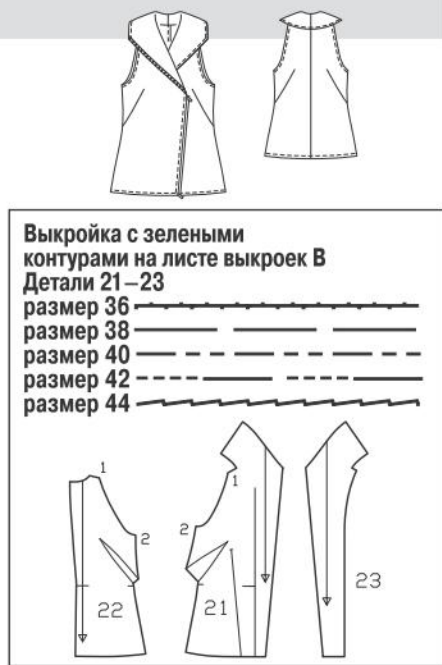 Выкройка с зелеными
контурами на листе выкроек В
Детали 21–23
размер 36
размер 38
размер 40
размер 42
размер 44
1
2
22
1
2
21
23